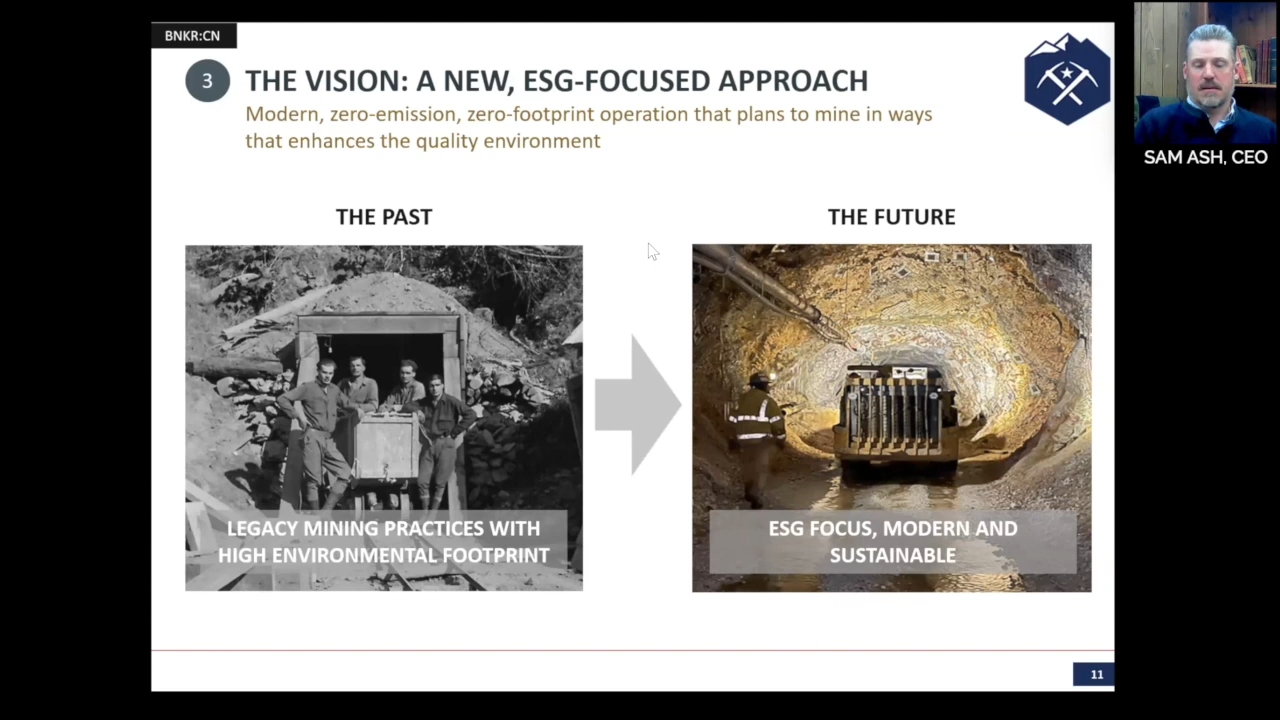 BNKR:CN
3
THE VISION: A NEW, ESG-FOCUSED APPROACH
Modern, zero-emission, zero-footprint operation that plans to mine in ways
that enhances the quality environment
SAM ASH, CEO
THE PAST
THE FUTURE
LEGACY MINING PRACTICES WITH
HIGH ENVIRONMENTAL FOOTPRINT
ESG FOCUS, MODERN AND
SUSTAINABLE
11